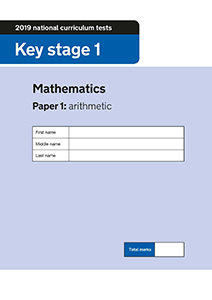 2019 national curriculum tests
Key stage 1
Mathematics
Paper 1: arithmetic
First name
Middle name
Last name
Total marks